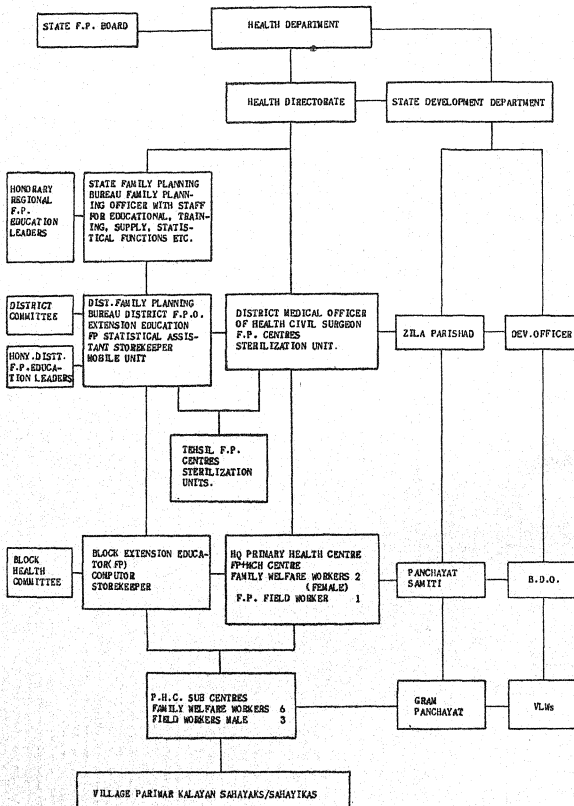 STATE F.P. BOARD
HEALTH DEPARTMENT
HEALTH DIRECTORATE
STATE DEVELOPMENT DEPARTMENT
HONORARY
REGIONAL
F.P.
EDUCATION
LEADERS
STATE FAMILY PLANNING
BUREAU FAMILY PLANN-
ING OFFICER WITH STAFF
FOR EDUCATIONAL, TRAIN-
ING, SUPPLY, STATIS-
TICAL FUNCTIONS ETC.
DISTRICT
COMMITTEE
HONY.DISTT.
F.P.EDUCA-
TION LEADERS
DIST.FAMILY PLANNING
BUREAU DISTRICT F.P.O.
EXTENSION EDUCATION
FP STATISTICAL ASSIS-
TANT STOREKEEPER
MOBILE UNIT
DISTRICT MEDICAL OFFICER
OF HEALTH CIVIL SURGEON
F.P. CENTRES
STERILIZATION UNIT.
ZILA PARISHAD
DEV.OFFICER
TEHSIL F.P.
CENTRES
STERILIZATION
UNITS.
BLOCK
HEALTH
COMMITTEE
BLOCK EXTENSION EDUCA-
TOR(FP)
COMPUTOR
STOREKEEPER
HQ PRIMARY HEALTH CENTRE
FP+MCH CENTRE
FAMILY WELFARE WORKERS 2
(FEMALE)
F.P. FIELD WORKER 1
PANCHAYAT
SAMITI
B.D.O.
P.H.C. SUB CENTRES
FAMILY WELFARE WORKERS 6
FIELD WORKERS MALE 3
GRAM
PANCHAYAT
VLWs
VILLAGE PARIWAR KALAYAN SAHAYAKS/SAHAYIKAS